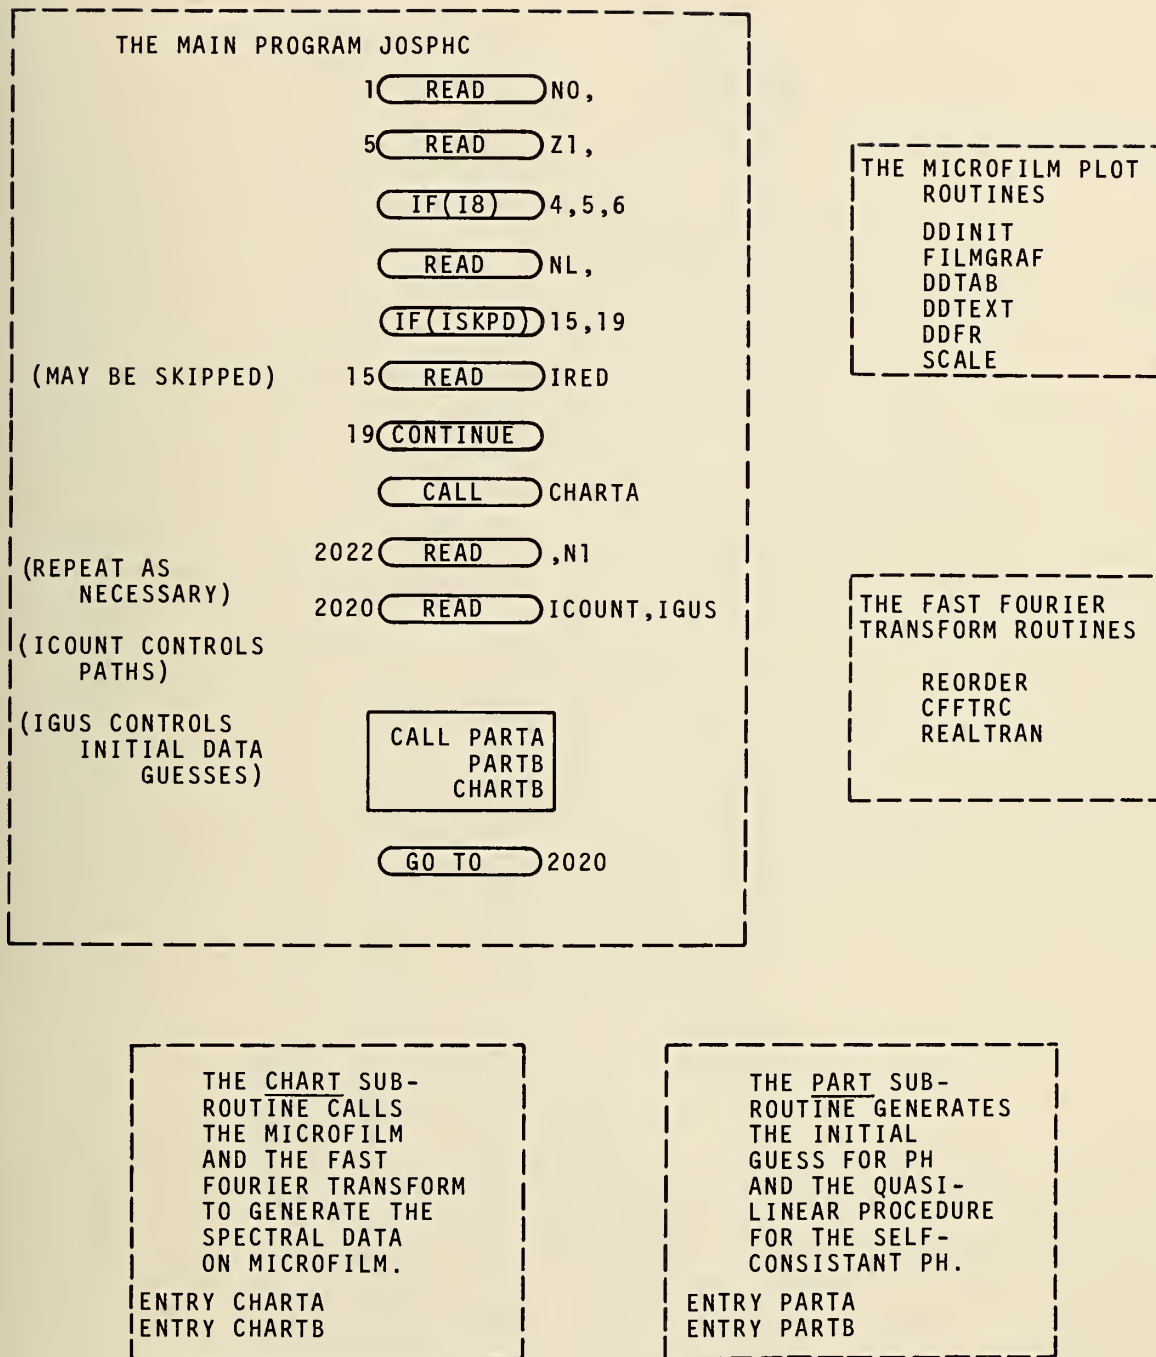 THE MAIN PROGRAM JOSPHC
1 READ NO,
5 READ Z1,
IF(I8) 4,5,6
READ NL,
IF(ISKPD) 15,19
(MAY BE SKIPPED) 15 READ IRED
19 CONTINUE
CALL CHARTA
2022 READ ,N1
(REPEAT AS
NECESSARY)
2020 READ ICOUNT,IGUS
(ICOUNT CONTROLS
PATHS)
(IGUS CONTROLS
INITIAL DATA
GUESSES)
CALL PARTA
PARTB
CHARTB
GO TO 2020
THE MICROFILM PLOT
ROUTINES
DDINIT
FILMGRAF
DDTAB
DDTEXT
DDFR
SCALE
THE FAST FOURIER
TRANSFORM ROUTINES
REORDER
CFFTRC
REALTRAN
THE CHART SUB-
ROUTINE CALLS
THE MICROFILM
AND THE FAST
FOURIER TRANSFORM
TO GENERATE THE
SPECTRAL DATA
ON MICROFILM.
ENTRY CHARTA
ENTRY CHARTB
THE PART SUB-
ROUTINE GENERATES
THE INITIAL
GUESS FOR PH
AND THE QUASI-
LINEAR PROCEDURE
FOR THE SELF-
CONSISTANT PH.
ENTRY PARTA
ENTRY PARTB